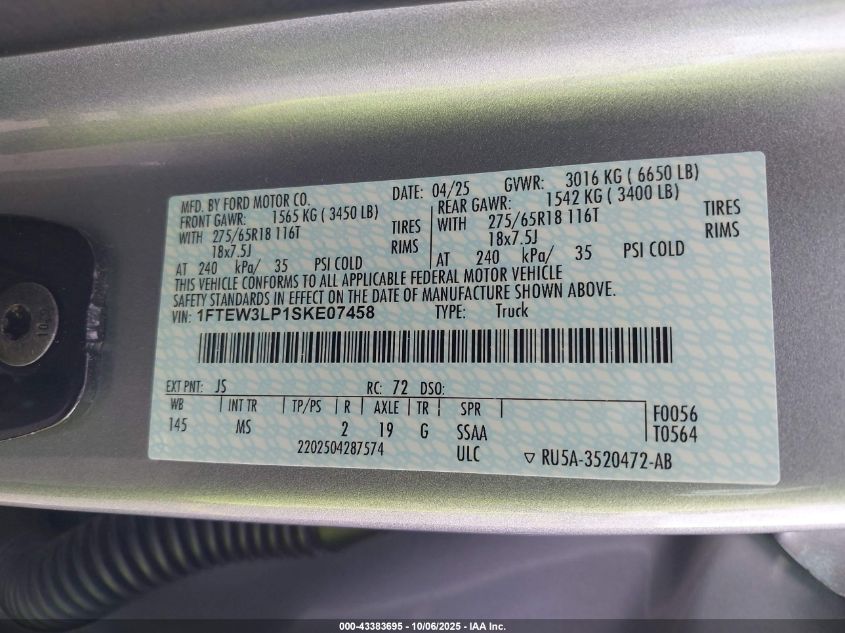 MFD. BY FORD MOTOR CO. DATE: 04/25 GVWR: 3016 KG ( 6650 LB)
FRONT GAWR: 1565 KG ( 3450 LB) REAR GAWR: 1542 KG ( 3400 LB)
WITH 275/65R18 116T TIRES WITH 275/65R18 116T TIRES
18x7.5J RIMS 18x7.5J RIMS
AT 240 kPa/ 35 PSI COLD AT 240 kPa/ 35 PSI COLD
THIS VEHICLE CONFORMS TO ALL APPLICABLE FEDERAL MOTOR VEHICLE
SAFETY STANDARDS IN EFFECT ON THE DATE OF MANUFACTURE SHOWN ABOVE.
VIN: 1FTEW3LP1SKE07458 TYPE: Truck
EXT PNT: JS RC: 72 DSO:
WB INT TR TP/PS R AXLE TR SPR F0056
145 MS 2 19 G SSAA T0564
2202504287574 ULC RU5A-3520472-AB
10.9
000-43383695 - 10/06/2025 - IAA Inc.